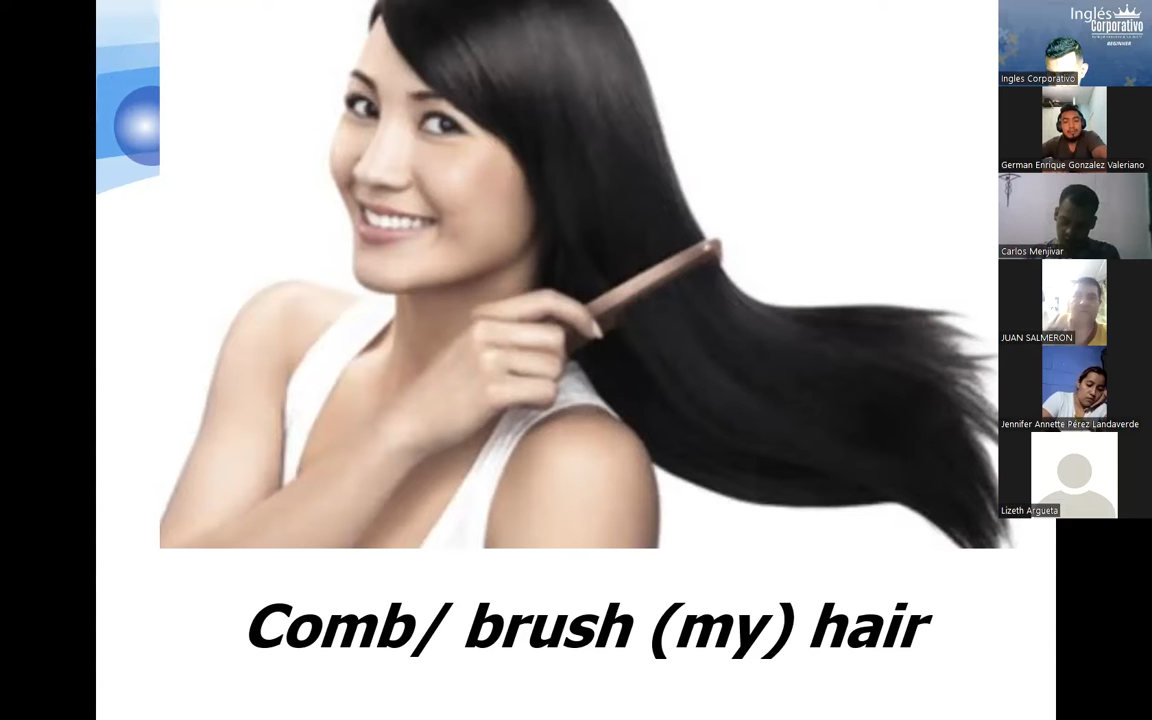 Comb/ brush (my) hair
Inglés
Corporativo
BEGINNER
Ingles Corporativo
German Enrique Gonzalez Valeriano
Carlos Menjivar
JUAN SALMERON
Jennifer Annette Pérez Landaverde
Lizeth Argueta